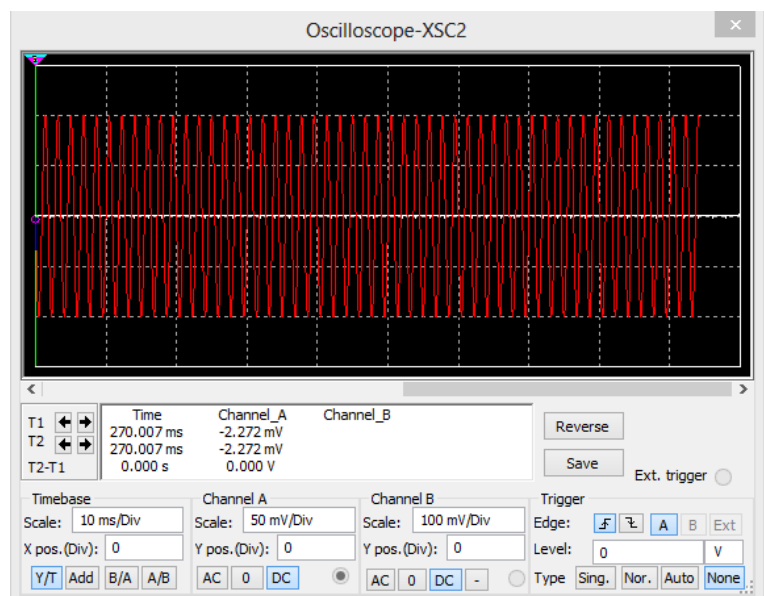 Oscilloscope-XSC2
Time Channel_A Channel_B
T1 270.007 ms -2.272 mV
T2 270.007 ms -2.272 mV
T2-T1 0.000 s 0.000 V
Reverse
Save
Ext. trigger
Timebase
Scale: 10 ms/Div
X pos.(Div): 0
Y/T Add B/A A/B
Channel A
Scale: 50 mV/Div
Y pos.(Div): 0
AC 0 DC
Channel B
Scale: 100 mV/Div
Y pos.(Div): 0
AC 0 DC -
Trigger
Edge: A B Ext
Level: 0 V
Type Sing. Nor. Auto None